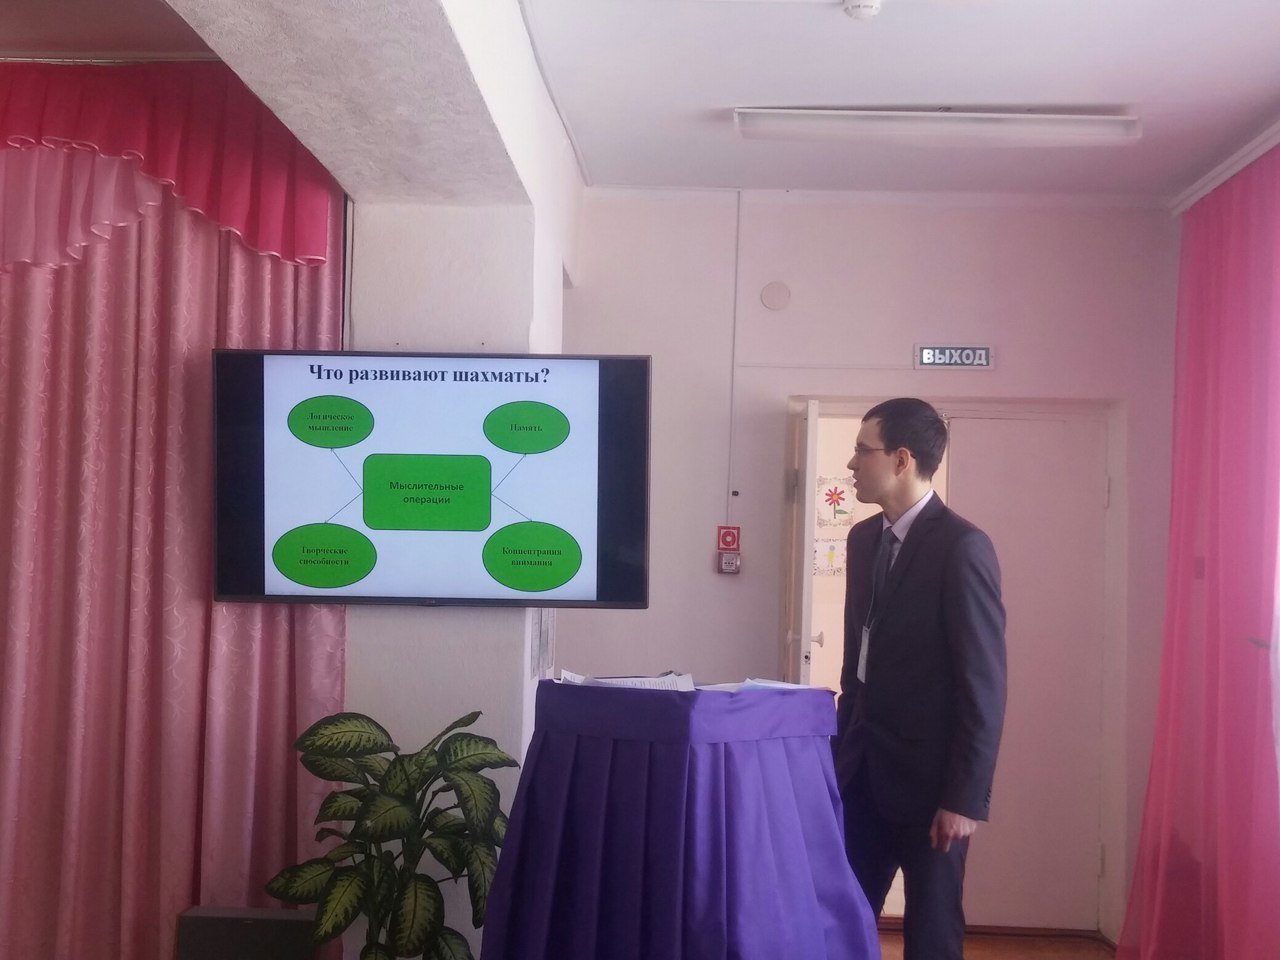 Что развивают шахматы?
Логическое
мышление
Память
Мыслительные
операции
Творческие
способности
Концентрация
внимания
ВЫХОД